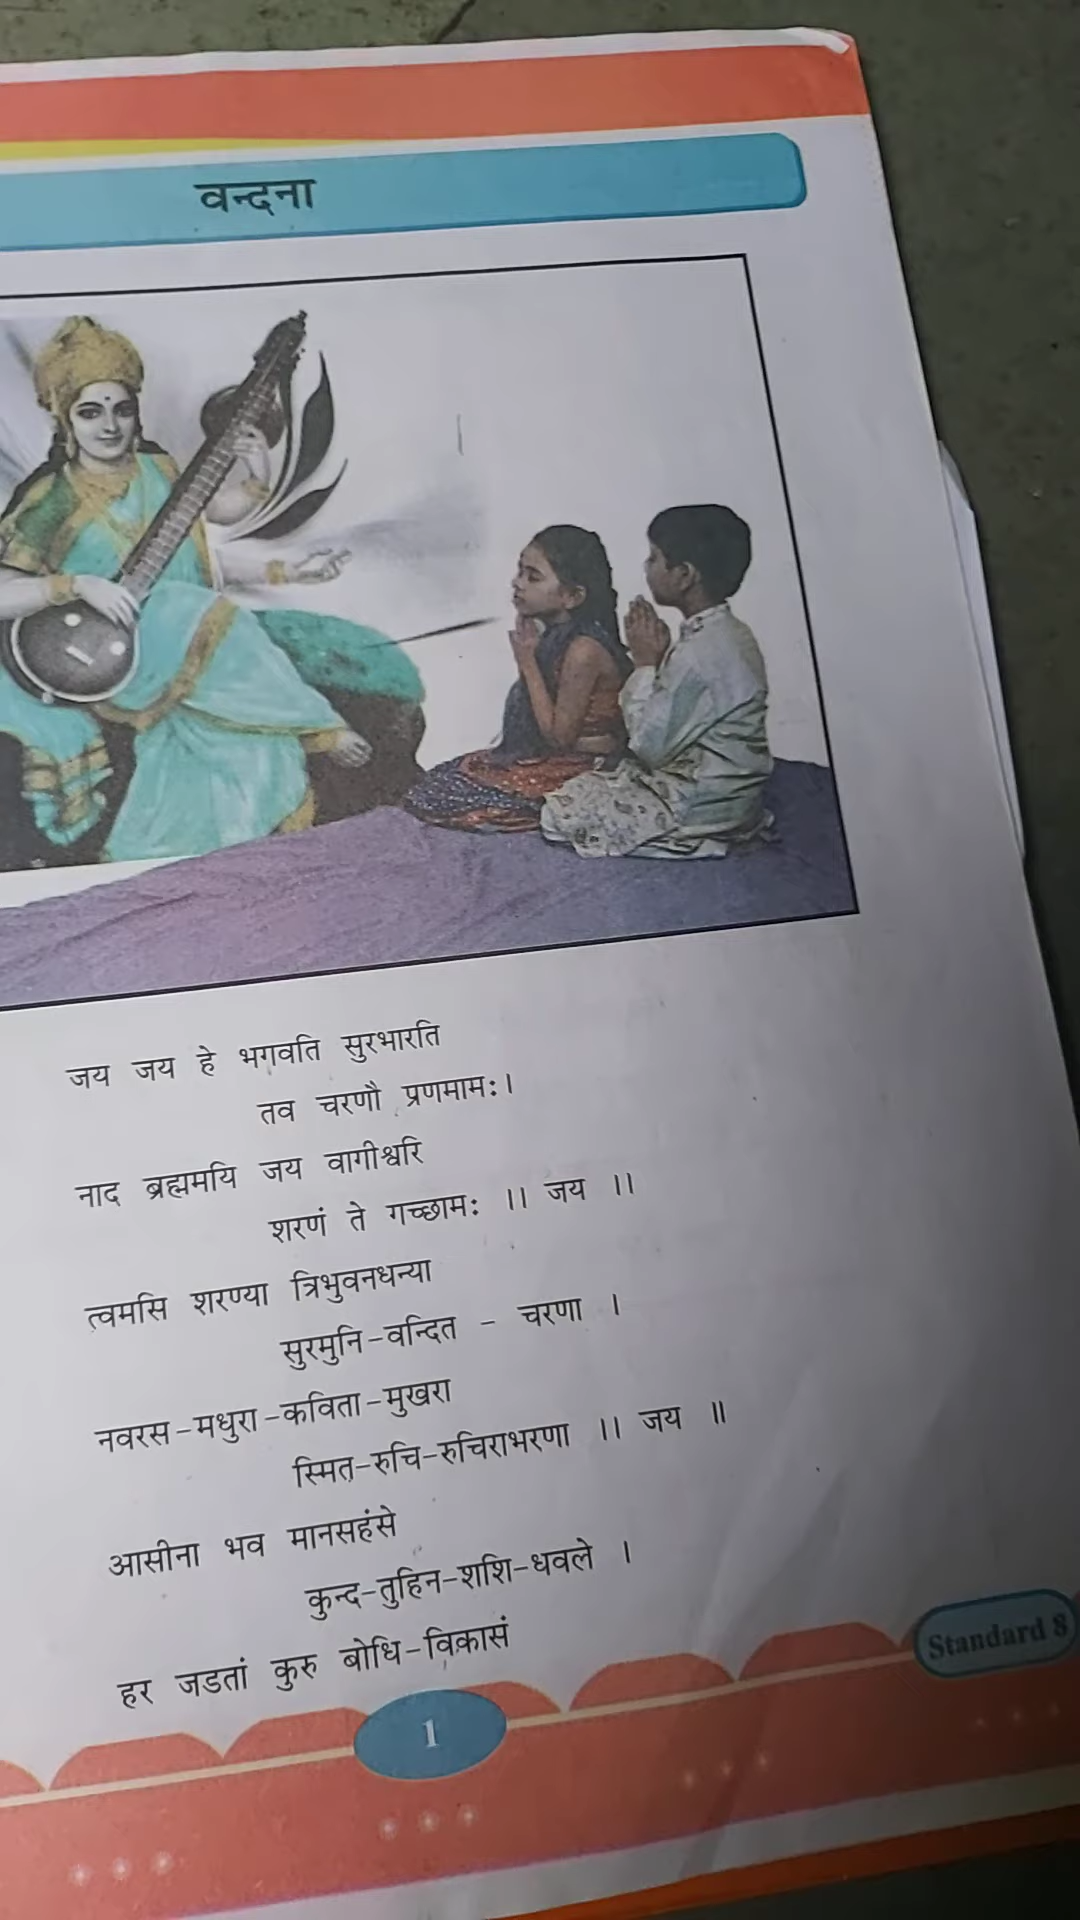 वन्दना
जय जय हे भगवति सुरभारति
तव चरणौ प्रणमामः।
नाद ब्रह्ममयि जय वागीश्वरि
शरणं ते गच्छामः ।। जय ।।
त्वमसि शरण्या त्रिभुवनधन्या
सुरमुनि-वन्दित - चरणा ।
नवरस-मधुरा-कविता-मुखरा
स्मित-रुचि-रुचिराभरणा ।। जय ॥
आसीना भव मानसहंसे
कुन्द-तुहिन-शशि-धवले ।
हर जडतां कुरु बोधि-विकासं
Standard 8
1